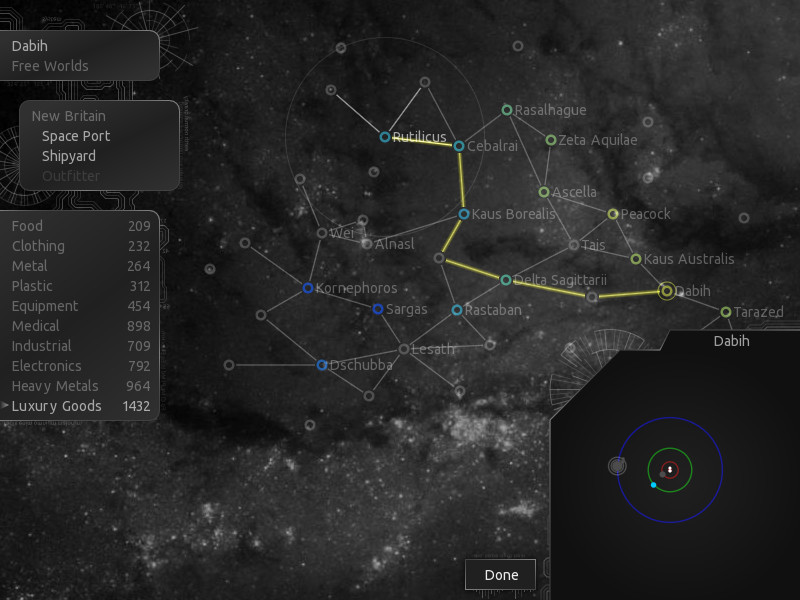 Dabih
Free Worlds
New Britain
Space Port
Shipyard
Outfitter
Food 209
Clothing 232
Metal 264
Plastic 312
Equipment 454
Medical 898
Industrial 709
Electronics 792
Heavy Metals 964
Luxury Goods 1432
Rasalhague
Rutilicus
Cebalrai
Zeta Aquilae
Ascella
Kaus Borealis
Peacock
Wei
Alnasl
Tais
Kaus Australis
Delta Sagittarii
Kornephoros
Dabih
Sargas
Rastaban
Tarazed
Lesath
Dschubba
Dabih
Done